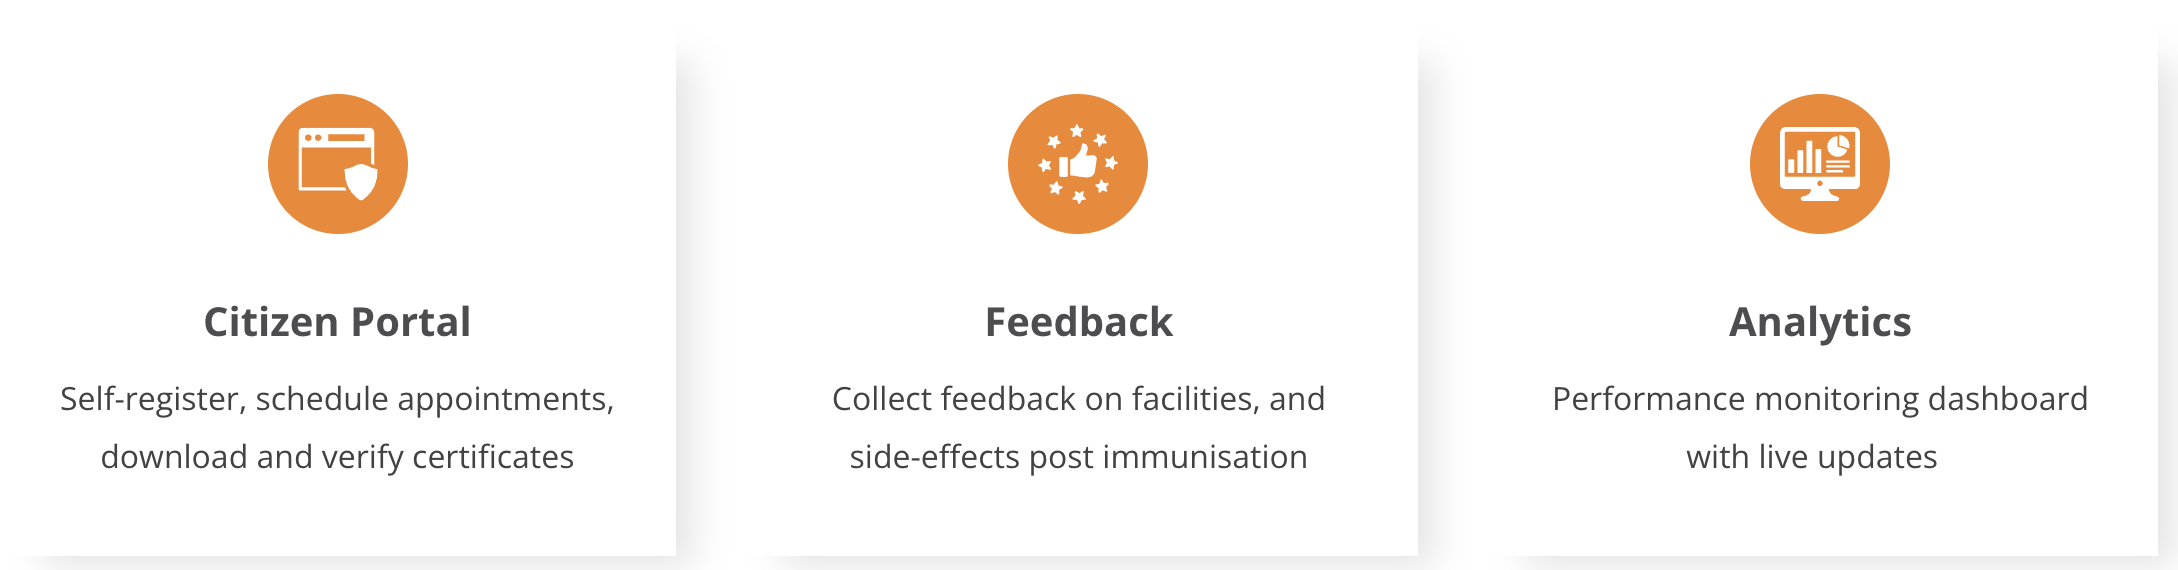 Citizen Portal
Self-register, schedule appointments,
download and verify certificates
Feedback
Collect feedback on facilities, and
side-effects post immunisation
Analytics
Performance monitoring dashboard
with live updates